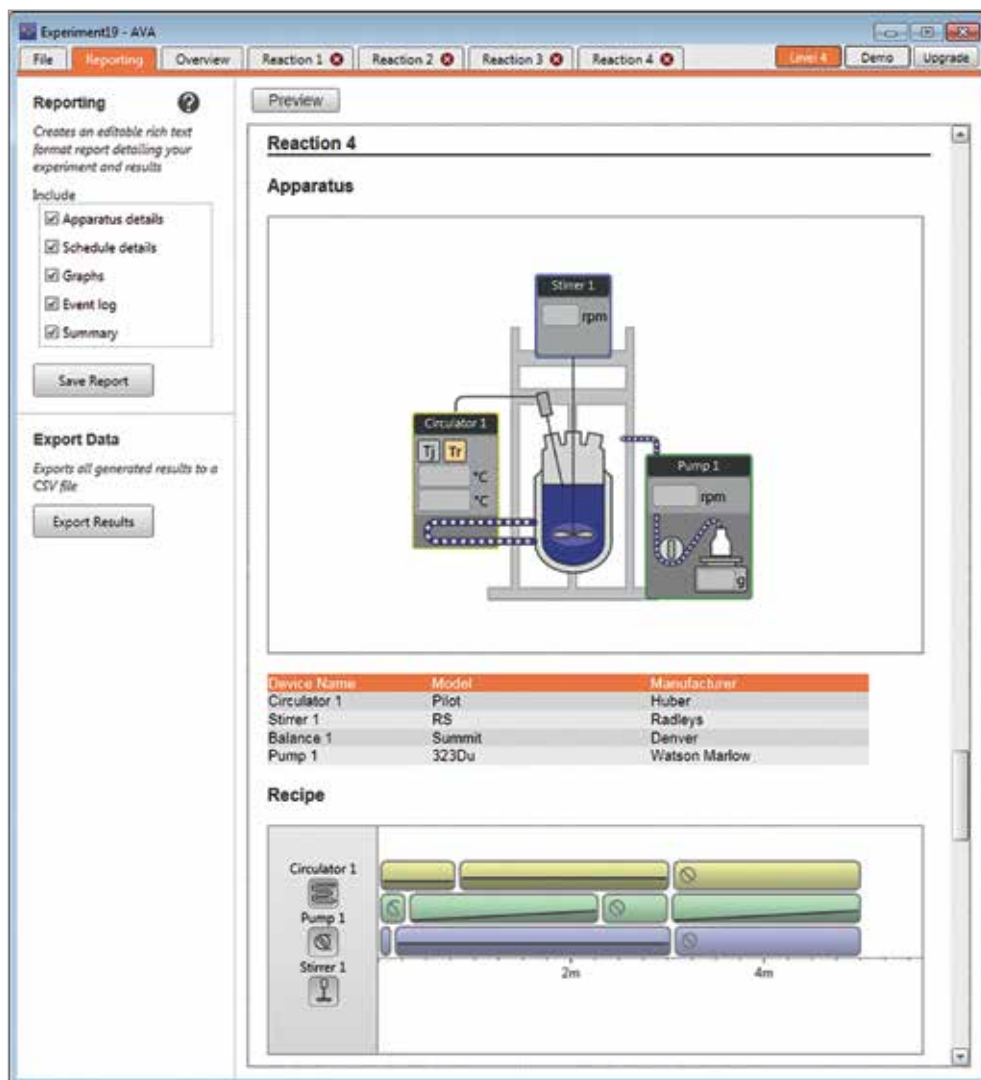 Experiment19 - AVA
File Reporting Overview Reaction 1 Reaction 2 Reaction 3 Reaction 4 Level 4 Demo Upgrade
Reporting
Creates an editable rich text
format report detailing your
experiment and results
Include
Apparatus details
Schedule details
Graphs
Event log
Summary
Save Report
Export Data
Exports all generated results to a
CSV file
Export Results
Preview
Reaction 4
Apparatus
Stirrer 1
rpm
Circulator 1
Tj Tr
°C
°C
Pump 1
rpm
g
Device Name Model Manufacturer
Circulator 1 Pilot Huber
Stirrer 1 RS Radleys
Balance 1 Summit Denver
Pump 1 323Du Watson Marlow
Recipe
Circulator 1
Pump 1
Stirrer 1
2m 4m